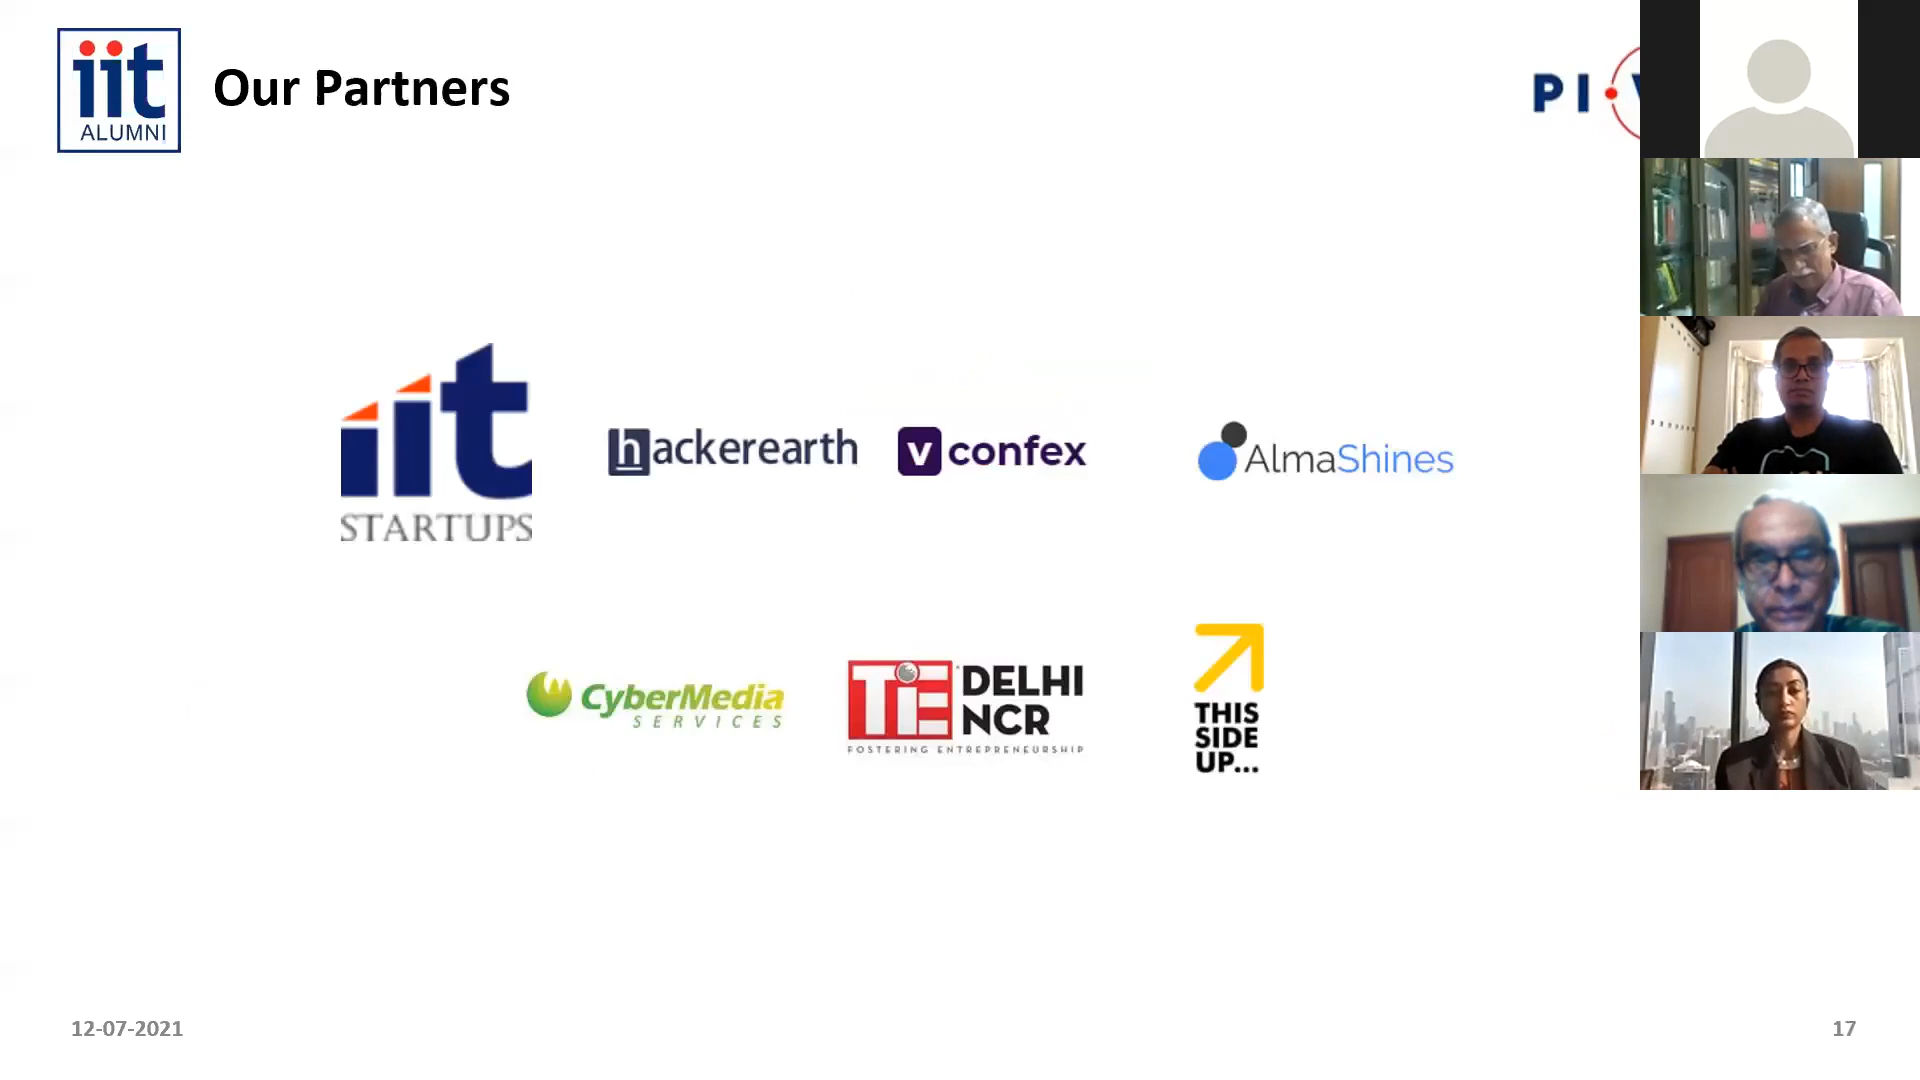 iit
ALUMNI
Our Partners
PI
iit
STARTUPS
hackerearth
v confex
AlmaShines
CyberMedia
SERVICES
TiE DELHI
NCR
FOSTERING ENTREPRENEURSHIP
THIS
SIDE
UP...
12-07-2021
17